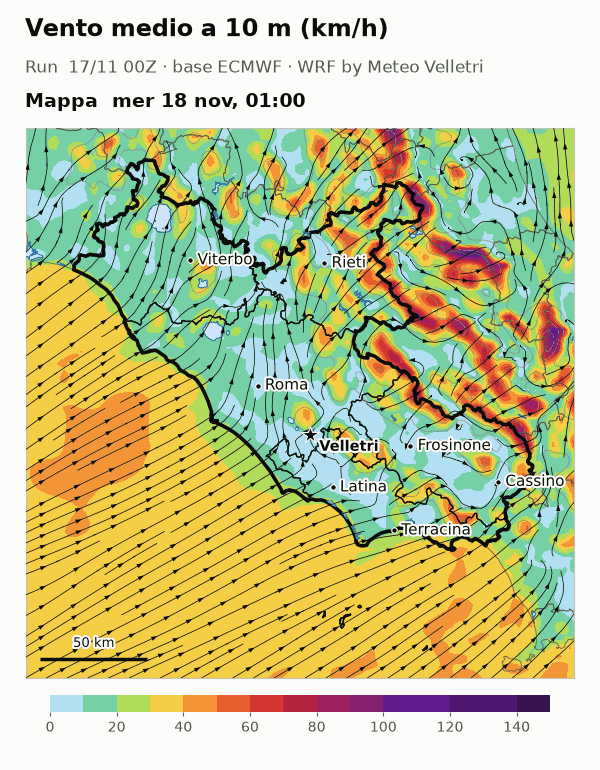 Vento medio a 10 m (km/h)
Run  17/11 00Z · base ECMWF · WRF by Meteo Velletri
Mappa  mer 18 nov, 01:00
Viterbo
Rieti
Roma
Velletri
Frosinone
Latina
Cassino
Terracina
50 km
0 20 40 60 80 100 120 140